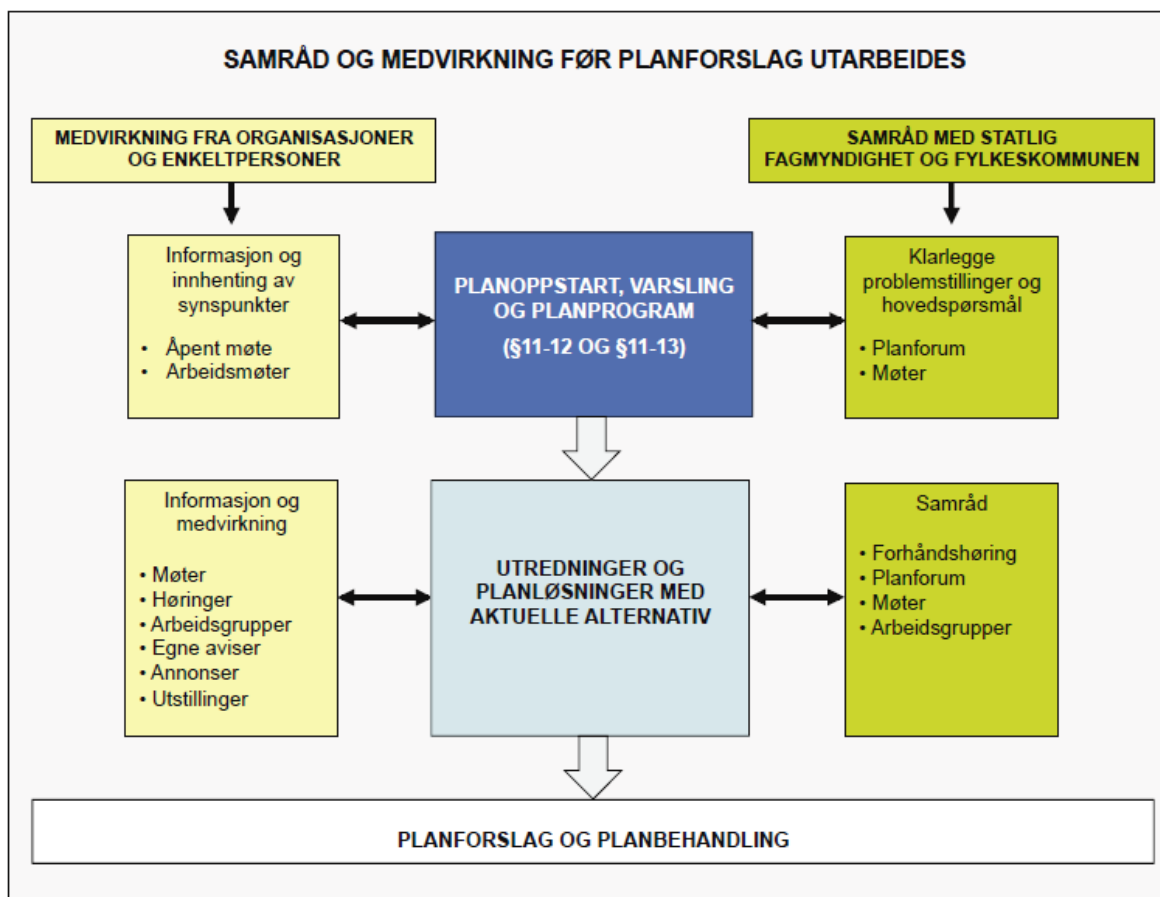 SAMRÅD OG MEDVIRKNING FØR PLANFORSLAG UTARBEIDES
MEDVIRKNING FRA ORGANISASJONER
OG ENKELTPERSONER
SAMRÅD MED STATLIG
FAGMYNDIGHET OG FYLKESKOMMUNEN
Informasjon og
innhenting av
synspunkter
• Åpent møte
• Arbeidsmøter
PLANOPPSTART, VARSLING
OG PLANPROGRAM
(§11-12 OG §11-13)
Klarlegge
problemstillinger og
hovedspørsmål
• Planforum
• Møter
Informasjon og
medvirkning
• Møter
• Høringer
• Arbeidsgrupper
• Egne aviser
• Annonser
• Utstillinger
UTREDNINGER OG
PLANLØSNINGER MED
AKTUELLE ALTERNATIV
Samråd
• Forhåndshøring
• Planforum
• Møter
• Arbeidsgrupper
PLANFORSLAG OG PLANBEHANDLING